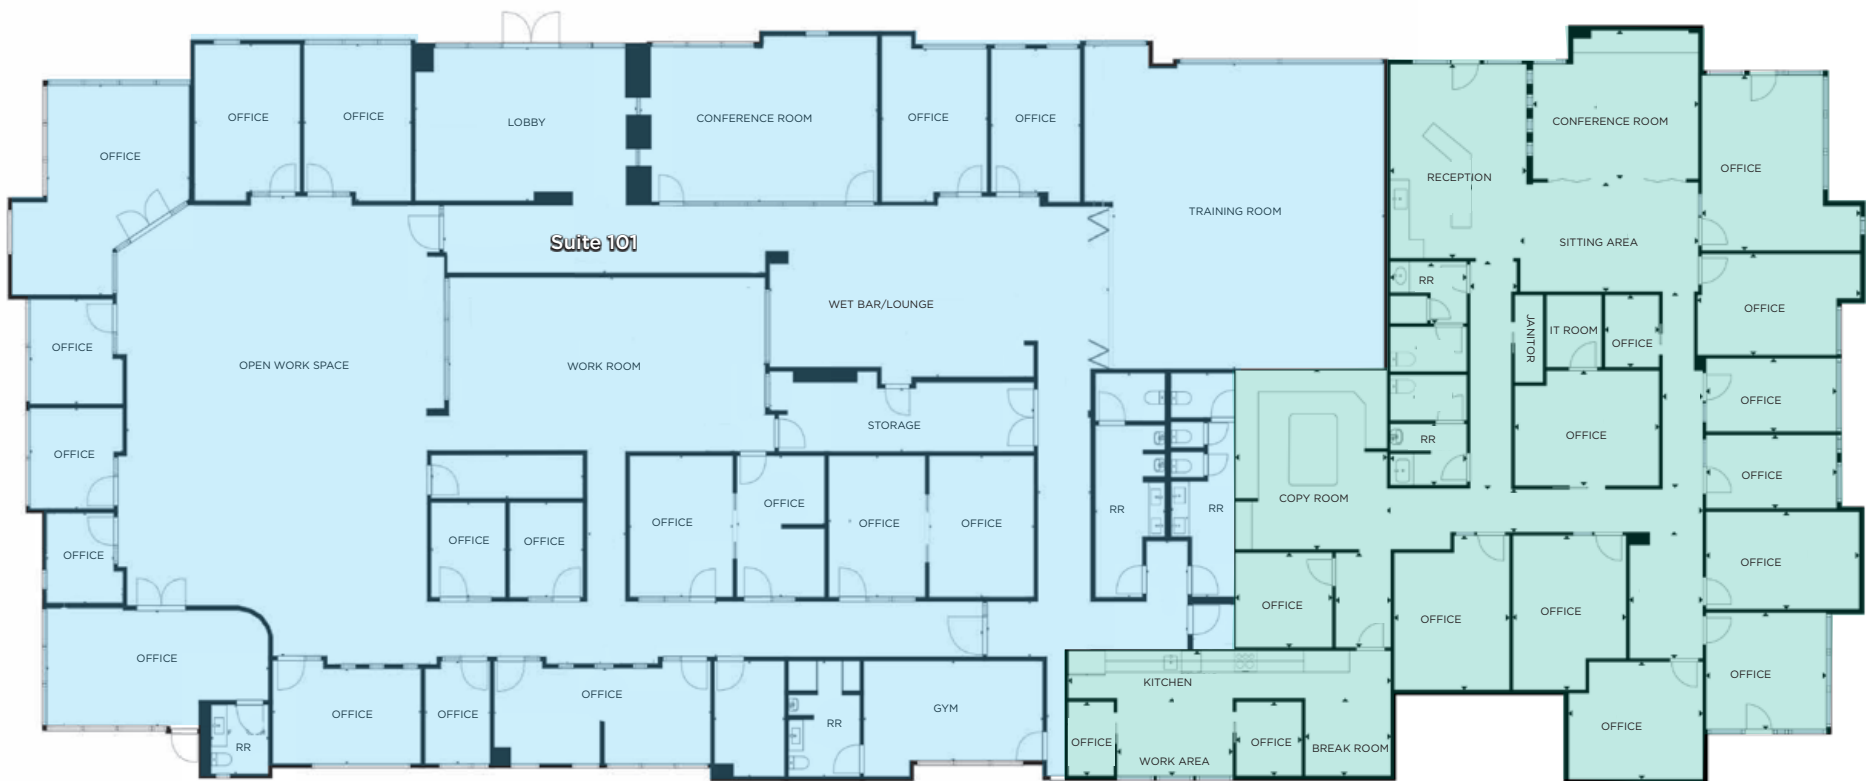 OFFICE
OFFICE
OFFICE
LOBBY
CONFERENCE ROOM
OFFICE
OFFICE
TRAINING ROOM
Suite 101
WET BAR/LOUNGE
OFFICE
OPEN WORK SPACE
WORK ROOM
STORAGE
OFFICE
OFFICE
OFFICE
OFFICE
OFFICE
OFFICE
OFFICE
OFFICE
RR
RR
OFFICE
RR
OFFICE
OFFICE
OFFICE
RR
GYM
CONFERENCE ROOM
RECEPTION
OFFICE
SITTING AREA
RR
JANITOR
IT ROOM
OFFICE
OFFICE
OFFICE
OFFICE
RR
OFFICE
COPY ROOM
OFFICE
OFFICE
OFFICE
OFFICE
OFFICE
KITCHEN
OFFICE
OFFICE
WORK AREA
OFFICE
BREAK ROOM
OFFICE